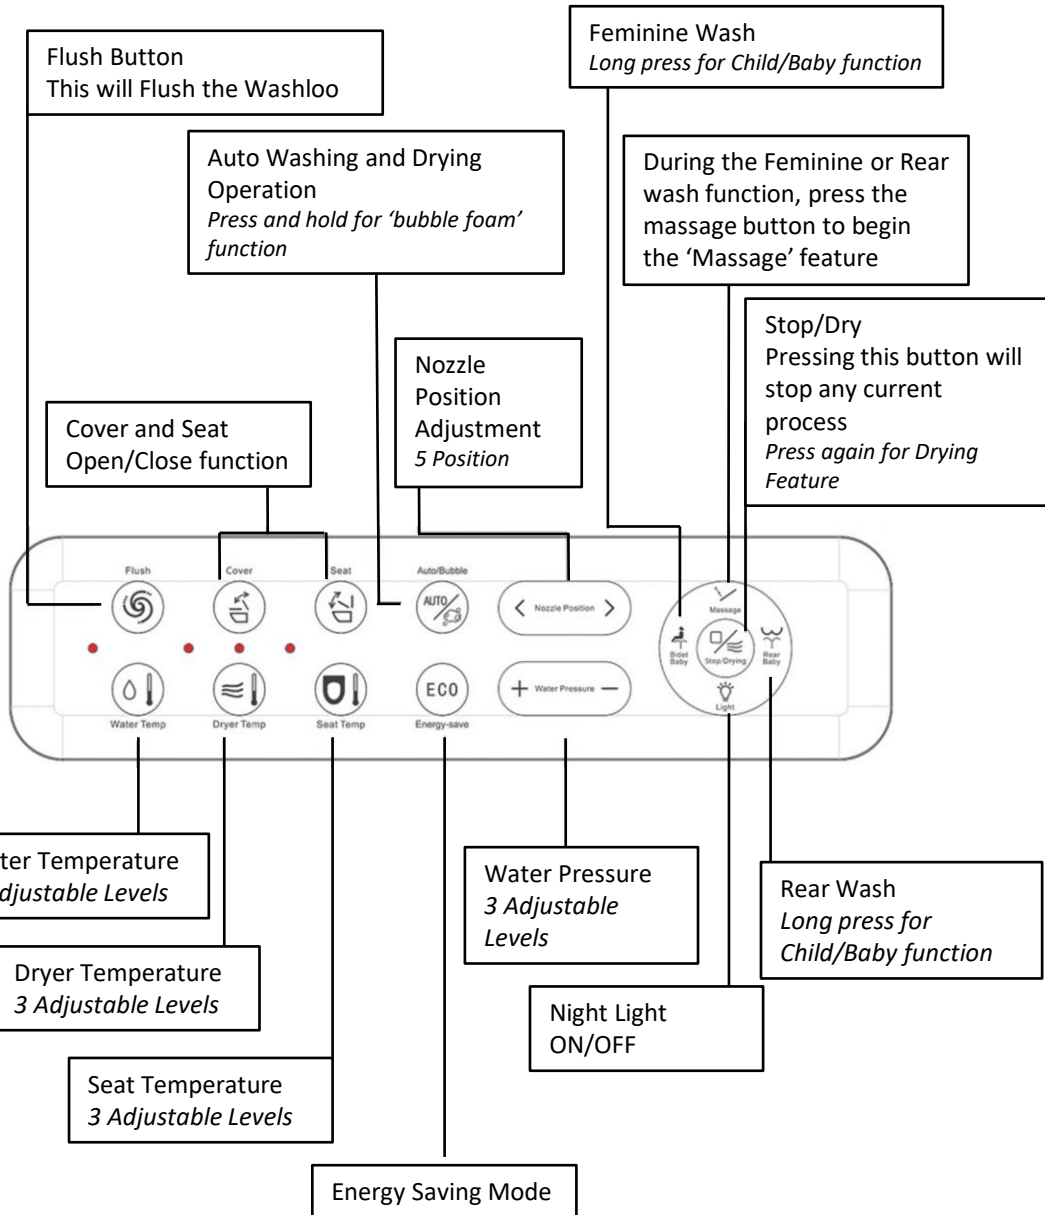 Feminine Wash
Long press for Child/Baby function
Flush Button
This will Flush the Washloo
Auto Washing and Drying
Operation
Press and hold for ‘bubble foam’
function
During the Feminine or Rear
wash function, press the
massage button to begin
the ‘Massage’ feature
Stop/Dry
Pressing this button will
stop any current
process
Press again for Drying
Feature
Nozzle
Position
Adjustment
5 Position
Cover and Seat
Open/Close function
Flush
Cover
Seat
Auto/Bubble
AUTO
Nozzle Position
Massage
Bidet
Baby
Stop/Drying
Rear
Baby
Light
ECO
+ Water Pressure −
Water Temp
Dryer Temp
Seat Temp
Energy-save
ter Temperature
djustable Levels
Water Pressure
3 Adjustable
Levels
Rear Wash
Long press for
Child/Baby function
Dryer Temperature
3 Adjustable Levels
Night Light
ON/OFF
Seat Temperature
3 Adjustable Levels
Energy Saving Mode